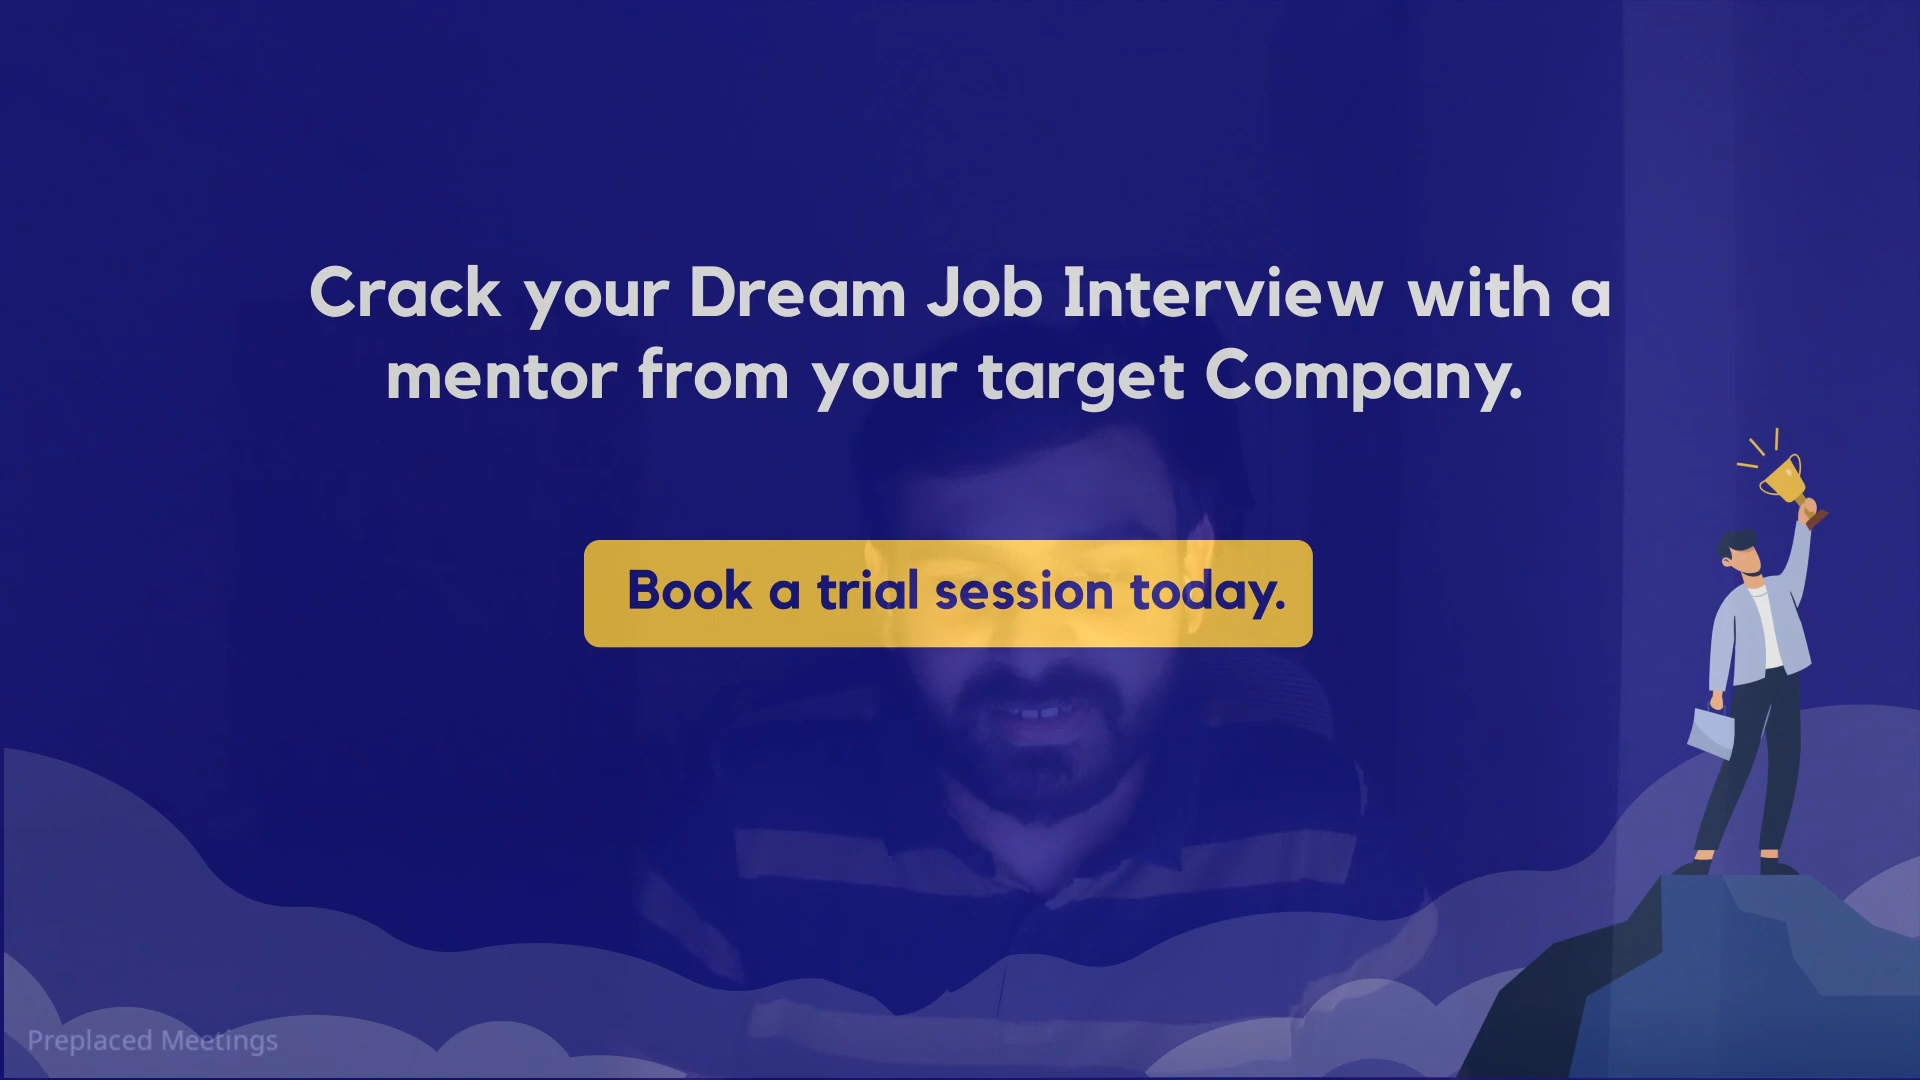 Crack your Dream Job Interview with a
mentor from your target Company.
Book a trial session today.
Preplaced Meetings